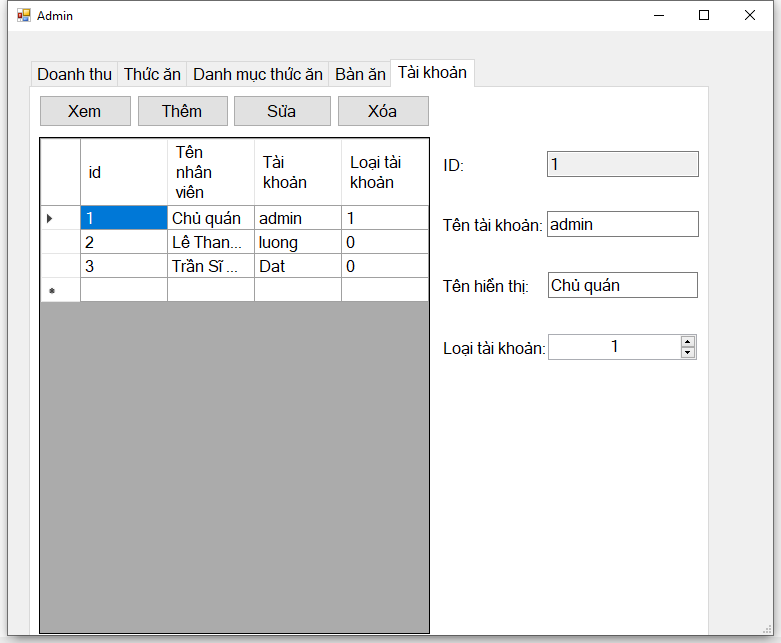 Admin
Doanh thu Thức ăn Danh mục thức ăn Bàn ăn Tài khoản
Xem Thêm Sửa Xóa
id Tên nhân viên Tài khoản Loại tài khoản
1 Chủ quán admin 1
2 Lê Than... luong 0
3 Trần Sĩ ... Dat 0
ID: 1
Tên tài khoản: admin
Tên hiển thị: Chủ quán
Loại tài khoản: 1